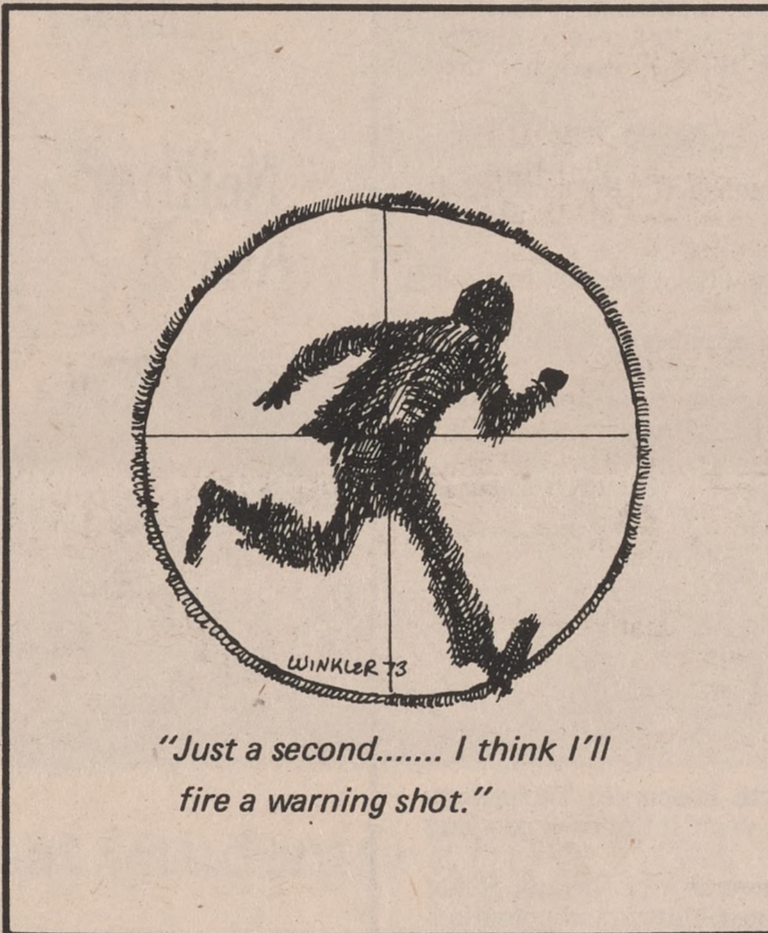 WINKLER 73
"Just a second....... I think I'll
fire a warning shot."